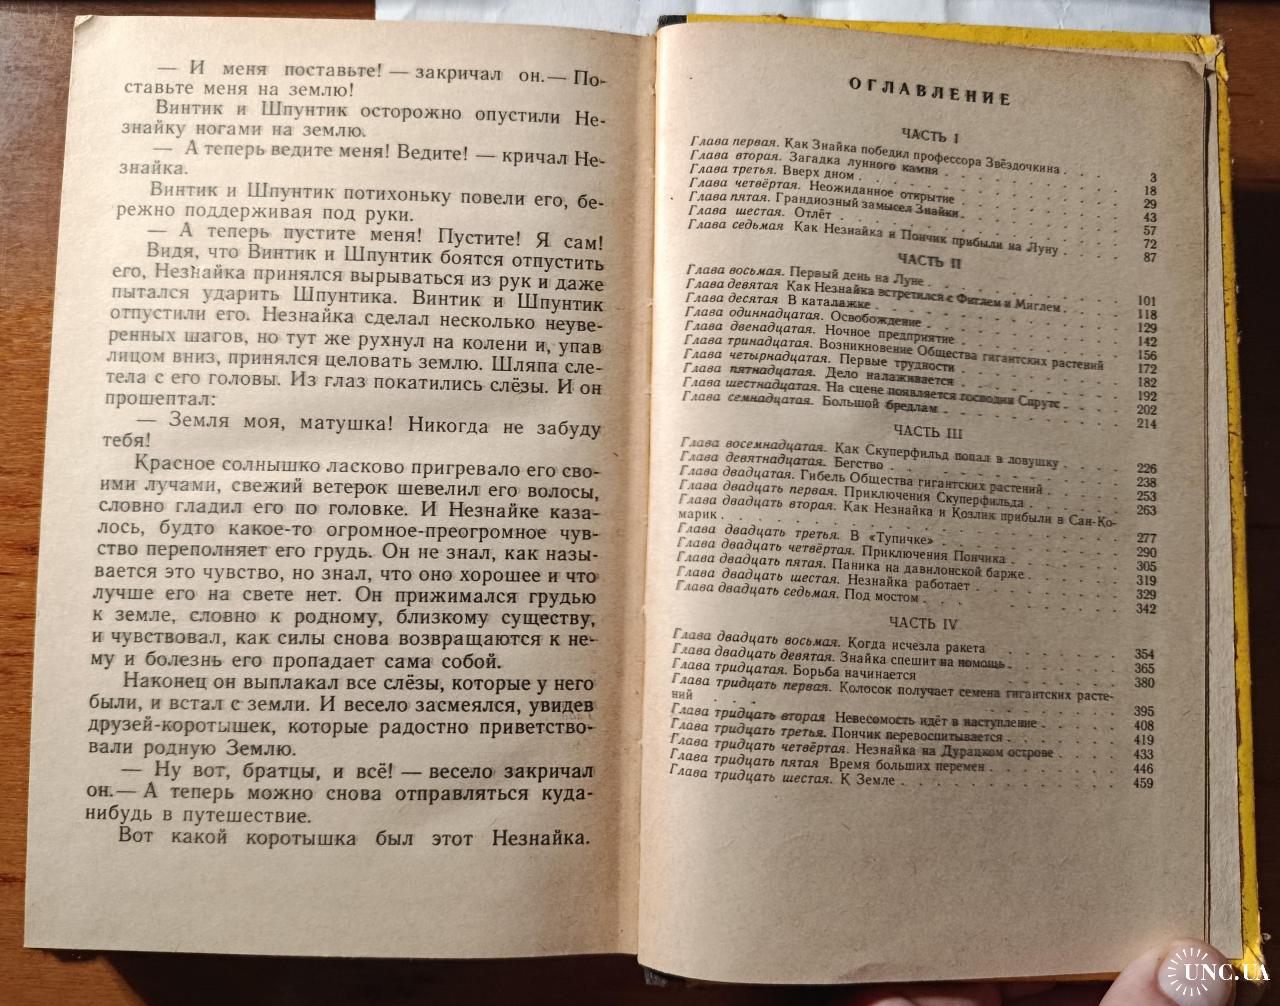 — И меня поставьте! — закричал он.— По-
ставьте меня на землю!
Винтик и Шпунтик осторожно опустили Не-
знайку ногами на землю.
— А теперь ведите меня! Ведите! — кричал Не-
знайка.
Винтик и Шпунтик потихоньку повели его, бе-
режно поддерживая под руки.
— А теперь пустите меня! Пустите! Я сам!
Видя, что Винтик и Шпунтик боятся отпустить
его, Незнайка принялся вырываться из рук и даже
пытался ударить Шпунтика. Винтик и Шпунтик
отпустили его. Незнайка сделал несколько неуве-
ренных шагов, но тут же рухнул на колени и, упав
лицом вниз, принялся целовать землю. Шляпа сле-
тела с его головы. Из глаз покатились слёзы. И он
прошептал:
— Земля моя, матушка! Никогда не забуду
тебя!
Красное солнышко ласково пригревало его сво-
ими лучами, свежий ветерок шевелил его волосы,
словно гладил его по головке. И Незнайке каза-
лось, будто какое-то огромное-преогромное чув-
ство переполняет его грудь. Он не знал, как назы-
вается это чувство, но знал, что оно хорошее и что
лучше его на свете нет. Он прижимался грудью
к земле, словно к родному, близкому существу,
и чувствовал, как силы снова возвращаются к не-
му и болезнь его пропадает сама собой.
Наконец он выплакал все слёзы, которые у него
были, и встал с земли. И весело засмеялся, увидев
друзей-коротышек, которые радостно приветство-
вали родную Землю.
— Ну вот, братцы, и всё! — весело закричал
он.— А теперь можно снова отправляться куда-
нибудь в путешествие.
Вот какой коротышка был этот Незнайка.
ОГЛАВЛЕНИЕ
ЧАСТЬ I
Глава первая. Как Знайка победил профессора Звёздочкина . . . 3
Глава вторая. Загадка лунного камня . . . 18
Глава третья. Вверх дном . . . 29
Глава четвёртая. Неожиданное открытие . . . 43
Глава пятая. Грандиозный замысел Знайки . . . 57
Глава шестая. Отлёт . . . 72
Глава седьмая Как Незнайка и Пончик прибыли на Луну . . . 87
ЧАСТЬ II
Глава восьмая. Первый день на Луне . . . 101
Глава девятая Как Незнайка встретился с Фиглем и Миглем . . . 118
Глава десятая В каталажке . . . 129
Глава одиннадцатая. Освобождение . . . 142
Глава двенадцатая. Ночное предприятие . . . 156
Глава тринадцатая. Возникновение Общества гигантских растений 172
Глава четырнадцатая. Первые трудности . . . 182
Глава пятнадцатая. Дело налаживается . . . 192
Глава шестнадцатая. На сцене появляется господин Спрутс . . . 202
Глава семнадцатая. Большой бредлам . . . 214
ЧАСТЬ III
Глава восемнадцатая. Как Скуперфильд попал в ловушку . . . 226
Глава девятнадцатая. Бегство . . . 238
Глава двадцатая. Гибель Общества гигантских растений . . . 253
Глава двадцать первая. Приключения Скуперфильда . . . 263
Глава двадцать вторая. Как Незнайка и Козлик прибыли в Сан-Ко-
марик . . . 277
Глава двадцать третья. В «Тупичке» . . . 290
Глава двадцать четвёртая. Приключения Пончика . . . 305
Глава двадцать пятая. Паника на давилонской бирже . . . 319
Глава двадцать шестая. Незнайка работает . . . 329
Глава двадцать седьмая. Под мостом . . . 342
ЧАСТЬ IV
Глава двадцать восьмая. Когда исчезла ракета . . . 354
Глава двадцать девятая. Знайка спешит на помощь . . . 365
Глава тридцатая. Борьба начинается . . . 380
Глава тридцать первая. Колосок получает семена гигантских расте-
ний . . . 395
Глава тридцать вторая Невесомость идёт в наступление . . . 408
Глава тридцать третья. Пончик перевоспитывается . . . 419
Глава тридцать четвёртая. Незнайка на Дурацком острове . . . 433
Глава тридцать пятая Время больших перемен . . . 446
Глава тридцать шестая. К Земле . . . 459
UNC.UA